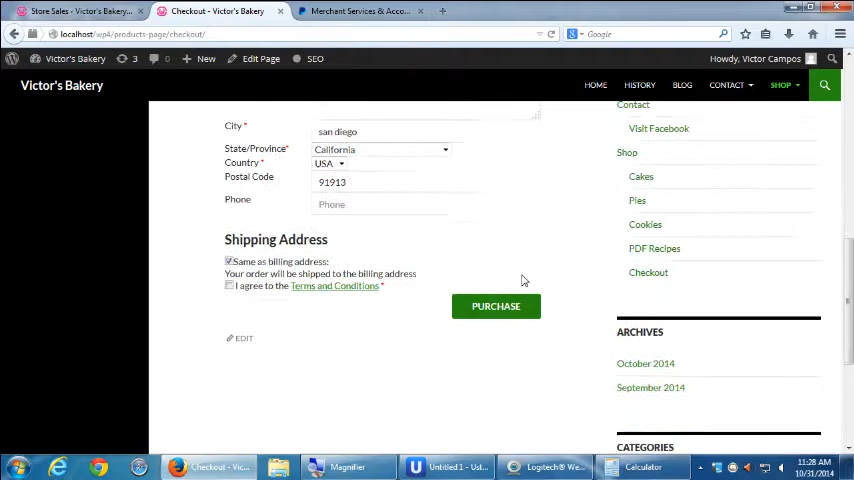 Store Sales - Victor's Bakery...
Checkout - Victor's Bakery
Merchant Services & Acco...
localhost/wp4/products-page/checkout/
Google
Victor's Bakery
3
0
New
Edit Page
SEO
Howdy, Victor Campos
Victor's Bakery
HOME
HISTORY
BLOG
CONTACT
SHOP
City *
san diego
State/Province*
California
Country *
USA
Postal Code
91913
Phone
Phone
Shipping Address
Same as billing address:
Your order will be shipped to the billing address
I agree to the Terms and Conditions *
PURCHASE
EDIT
Contact
Visit Facebook
Shop
Cakes
Pies
Cookies
PDF Recipes
Checkout
ARCHIVES
October 2014
September 2014
CATEGORIES
Checkout - Vic...
Magnifier
Untitled 1 - Ust...
Logitech® We...
Calculator
11:28 AM
10/31/2014